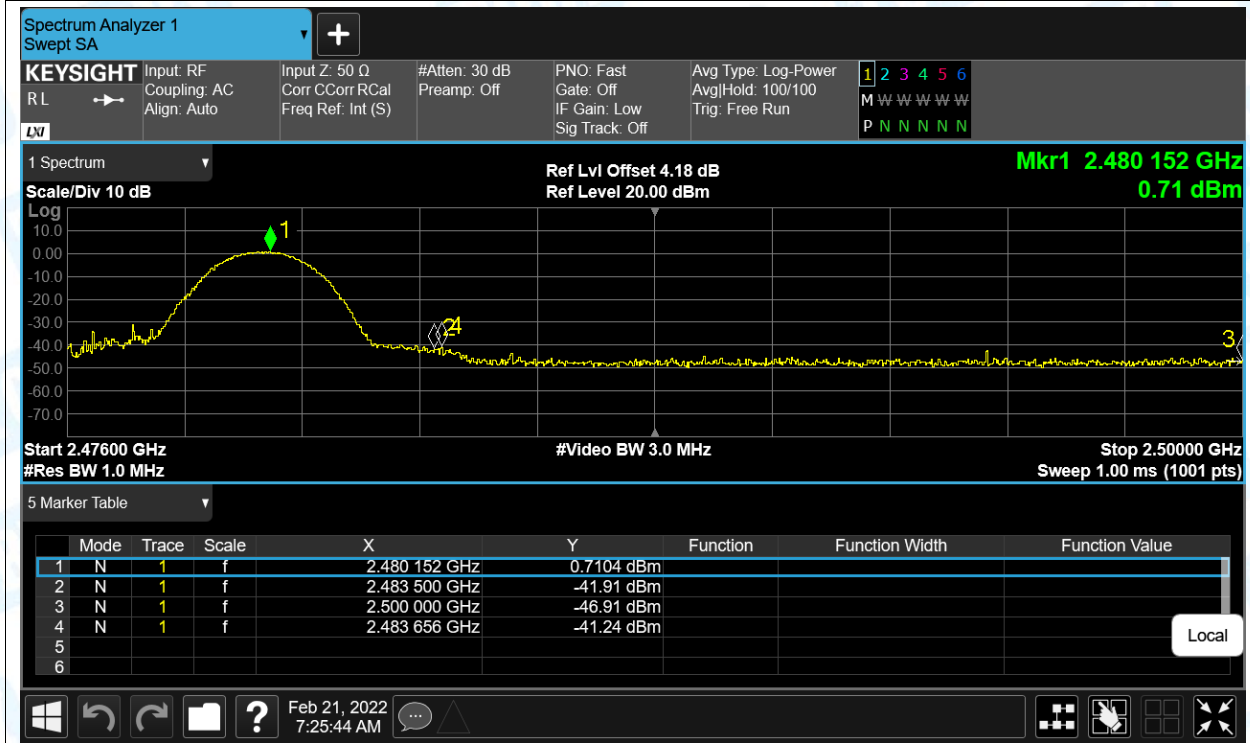 Spectrum Analyzer 1
Swept SA
+
KEYSIGHT
R L
LXI
Input: RF
Coupling: AC
Align: Auto
Input Z: 50 Ω
Corr CCorr RCal
Freq Ref: Int (S)
#Atten: 30 dB
Preamp: Off
PNO: Fast
Gate: Off
IF Gain: Low
Sig Track: Off
Avg Type: Log-Power
Avg|Hold: 100/100
Trig: Free Run
1 2 3 4 5 6
M W W W W W
P N N N N N
1 Spectrum
Scale/Div 10 dB
Ref Lvl Offset 4.18 dB
Ref Level 20.00 dBm
Mkr1 2.480 152 GHz
0.71 dBm
Log
10.0
0.00
-10.0
-20.0
-30.0
-40.0
-50.0
-60.0
-70.0
1
2 4
3
Start 2.47600 GHz
#Video BW 3.0 MHz
Stop 2.50000 GHz
#Res BW 1.0 MHz
Sweep 1.00 ms (1001 pts)
5 Marker Table
Mode Trace Scale X Y Function Function Width Function Value
1 N 1 f 2.480 152 GHz 0.7104 dBm
2 N 1 f 2.483 500 GHz -41.91 dBm
3 N 1 f 2.500 000 GHz -46.91 dBm
4 N 1 f 2.483 656 GHz -41.24 dBm
5
6
Local
?
Feb 21, 2022
7:25:44 AM